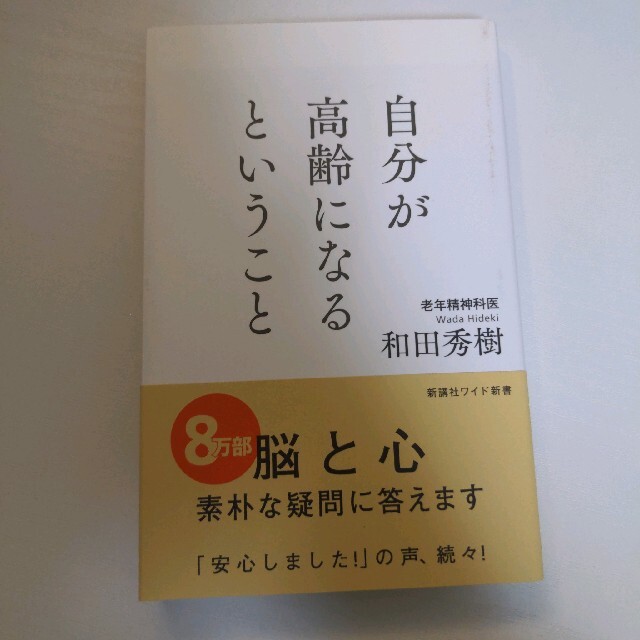 自分が
高齢になる
ということ
老年精神科医
Wada Hideki
和田秀樹
新講社ワイド新書
8万部
脳と心
素朴な疑問に答えます
「安心しました!」の声、続々!